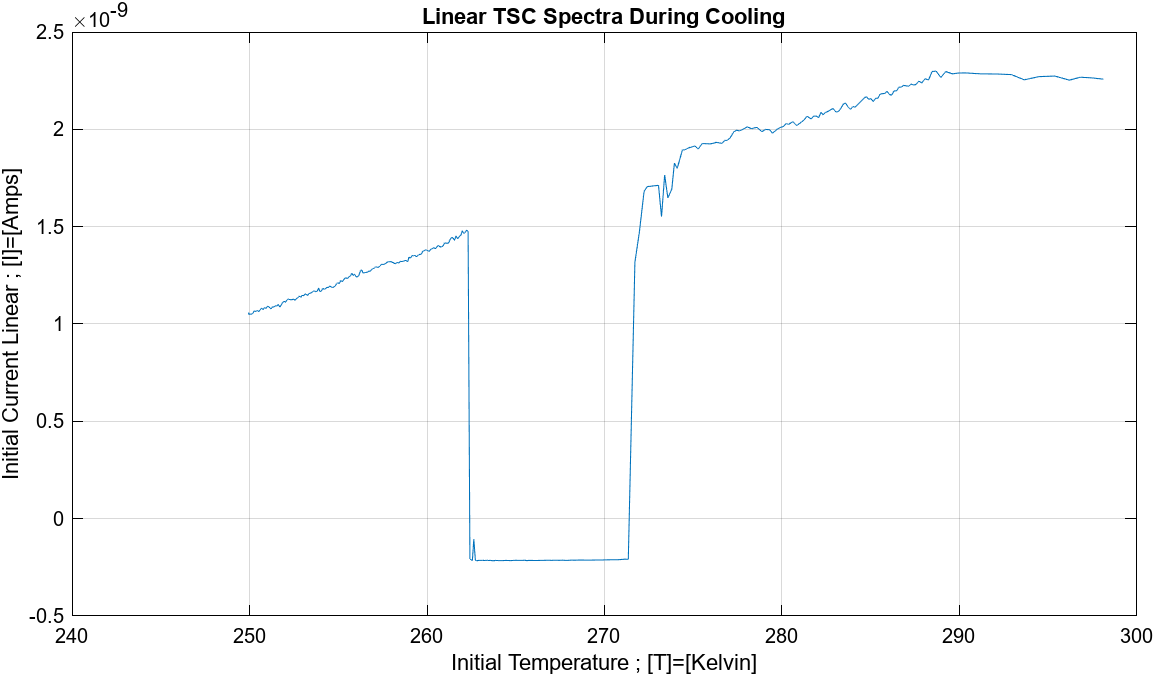 Linear TSC Spectra During Cooling
×10-9
2.5
2
1.5
1
0.5
0
-0.5
240 250 260 270 280 290 300
Initial Temperature ; [T]=[Kelvin]
Initial Current Linear ; [I]=[Amps]